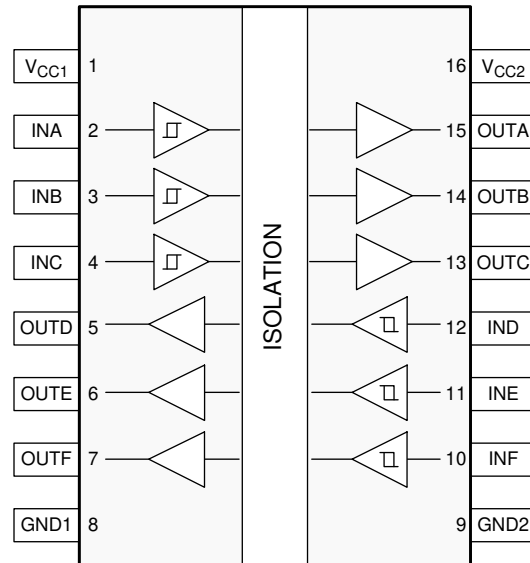 VCC1 1 16 VCC2
INA 2 15 OUTA
INB 3 14 OUTB
INC 4 13 OUTC
ISOLATION
OUTD 5 12 IND
OUTE 6 11 INE
OUTF 7 10 INF
GND1 8 9 GND2